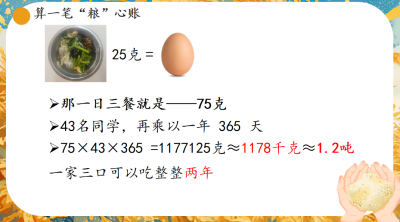 算一笔“粮”心账
25克=
➢那一日三餐就是——75克
➢43名同学，再乘以一年 365 天
➢75×43×365 =1177125克≈1178千克≈1.2吨
一家三口可以吃整整两年